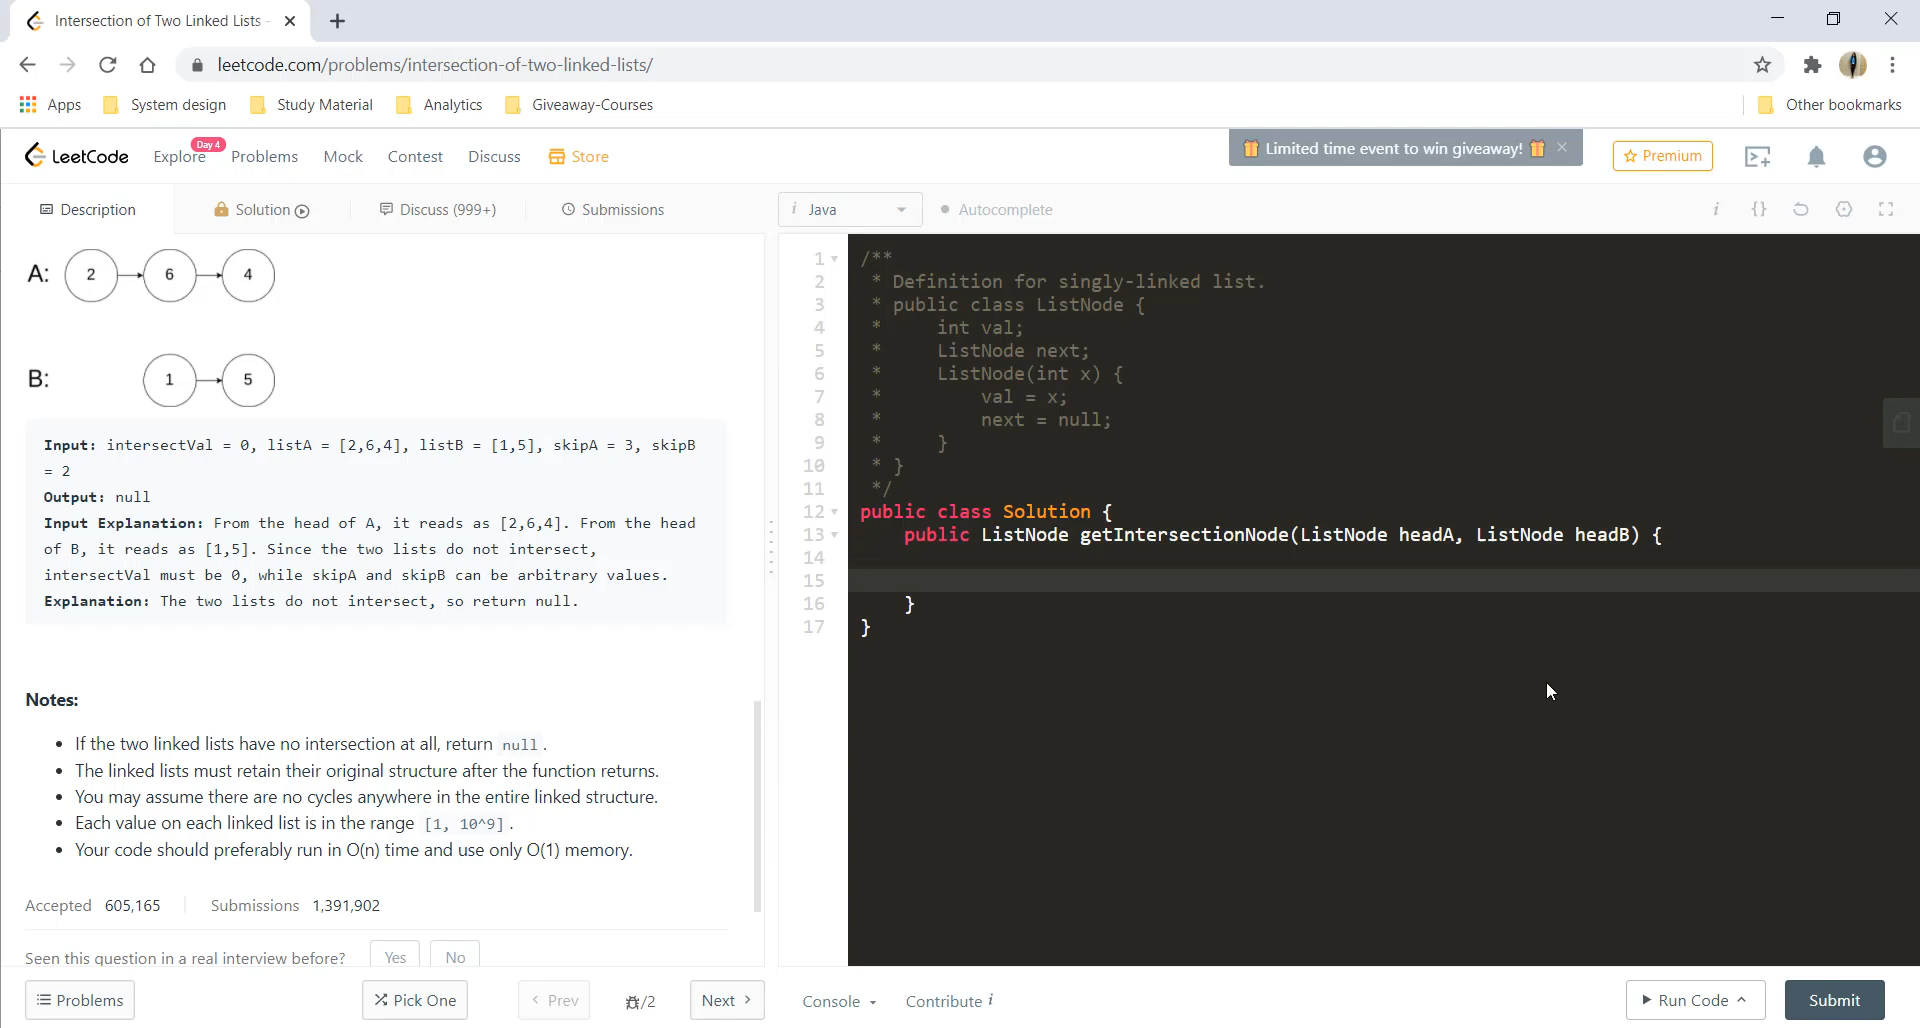 Intersection of Two Linked Lists -
leetcode.com/problems/intersection-of-two-linked-lists/
Apps System design Study Material Analytics Giveaway-Courses Other bookmarks
LeetCode Explore Day 4 Problems Mock Contest Discuss Store Limited time event to win giveaway! Premium
Description Solution Discuss (999+) Submissions
i Java Autocomplete i {}
A: 2 6 4
B: 1 5
Input: intersectVal = 0, listA = [2,6,4], listB = [1,5], skipA = 3, skipB
= 2
Output: null
Input Explanation: From the head of A, it reads as [2,6,4]. From the head
of B, it reads as [1,5]. Since the two lists do not intersect,
intersectVal must be 0, while skipA and skipB can be arbitrary values.
Explanation: The two lists do not intersect, so return null.
Notes:
• If the two linked lists have no intersection at all, return null.
• The linked lists must retain their original structure after the function returns.
• You may assume there are no cycles anywhere in the entire linked structure.
• Each value on each linked list is in the range [1, 10^9].
• Your code should preferably run in O(n) time and use only O(1) memory.
Accepted 605,165 Submissions 1,391,902
Seen this question in a real interview before? Yes No
1 /**
2 * Definition for singly-linked list.
3 * public class ListNode {
4 * int val;
5 * ListNode next;
6 * ListNode(int x) {
7 * val = x;
8 * next = null;
9 * }
10 * }
11 */
12 public class Solution {
13 public ListNode getIntersectionNode(ListNode headA, ListNode headB) {
14
15
16 }
17 }
Problems Pick One < Prev /2 Next > Console Contribute i Run Code Submit